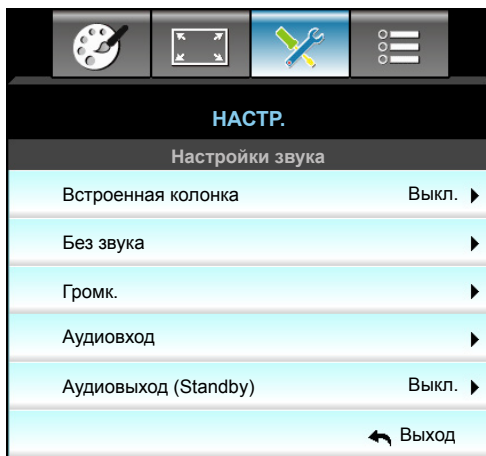 НАСТР.
Настройки звука
Встроенная колонка Выкл.
Без звука
Громк.
Аудиовход
Аудиовыход (Standby) Выкл.
Выход